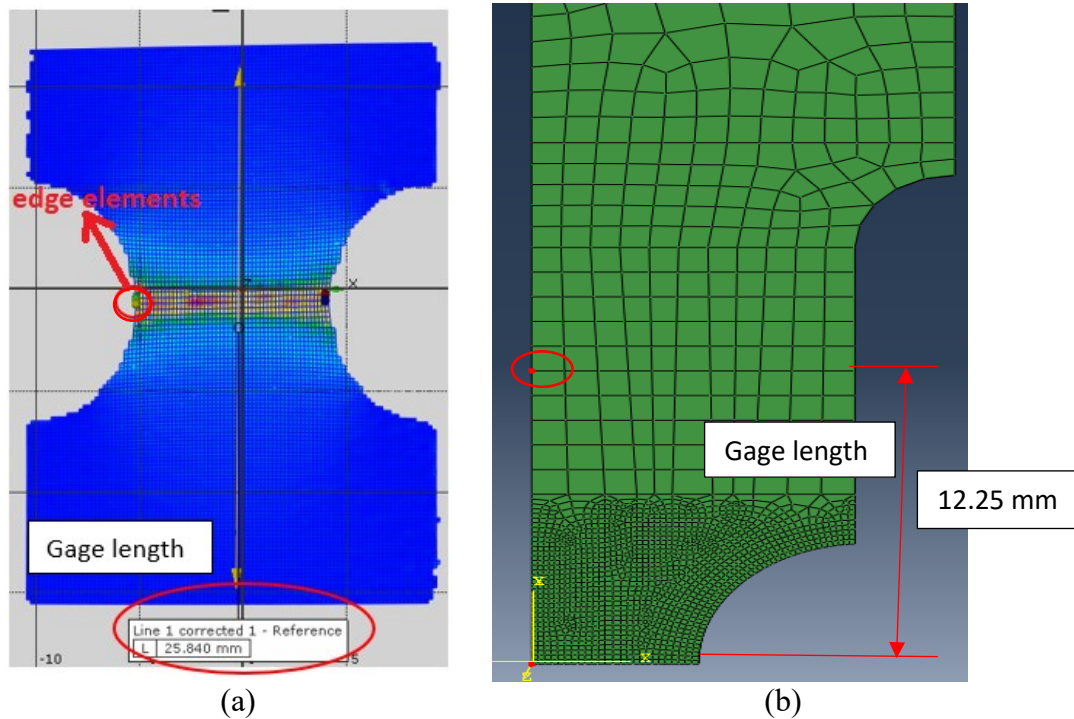 edge elements
X
Gage length
Line 1 corrected 1 - Reference
L 25.840 mm
-10
5
(a)
Gage length
12.25 mm
Y
X
Z
(b)